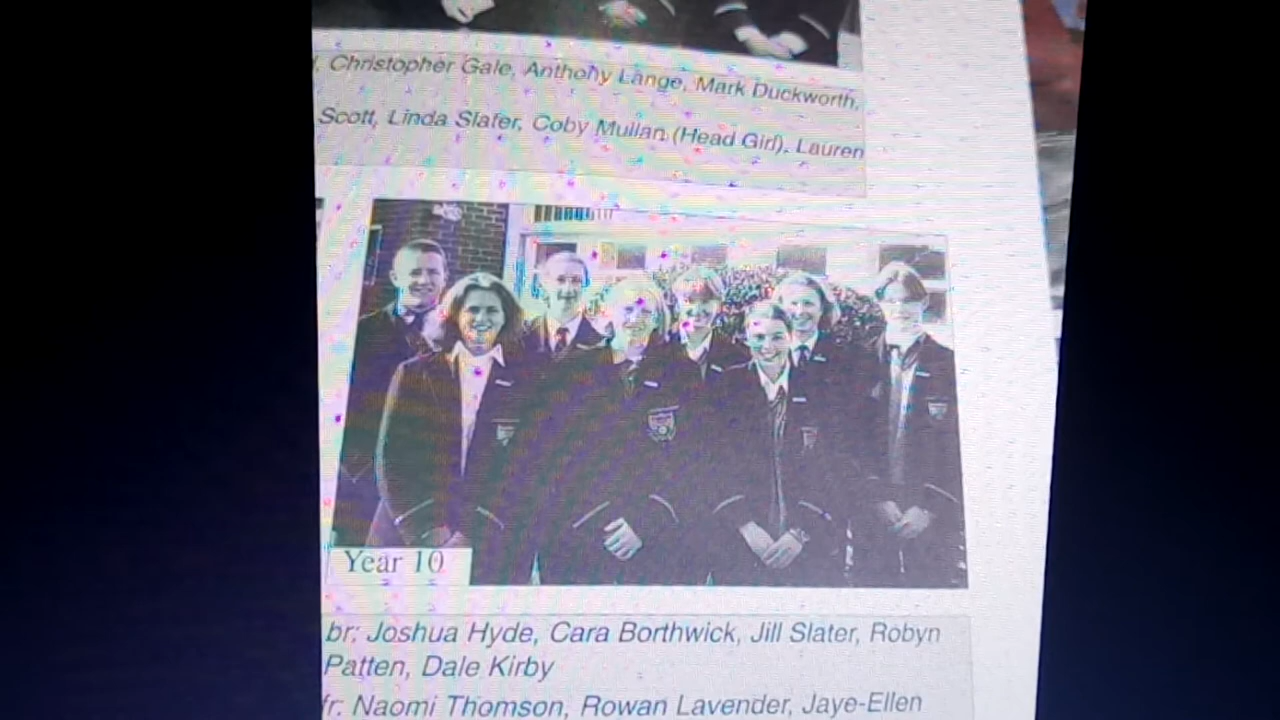 Christopher Gale, Anthony Lange, Mark Duckworth,
Scott, Linda Slater, Coby Mullan (Head Girl), Lauren
Year 10
br: Joshua Hyde, Cara Borthwick, Jill Slater, Robyn
Patten, Dale Kirby
fr: Naomi Thomson, Rowan Lavender, Jaye-Ellen